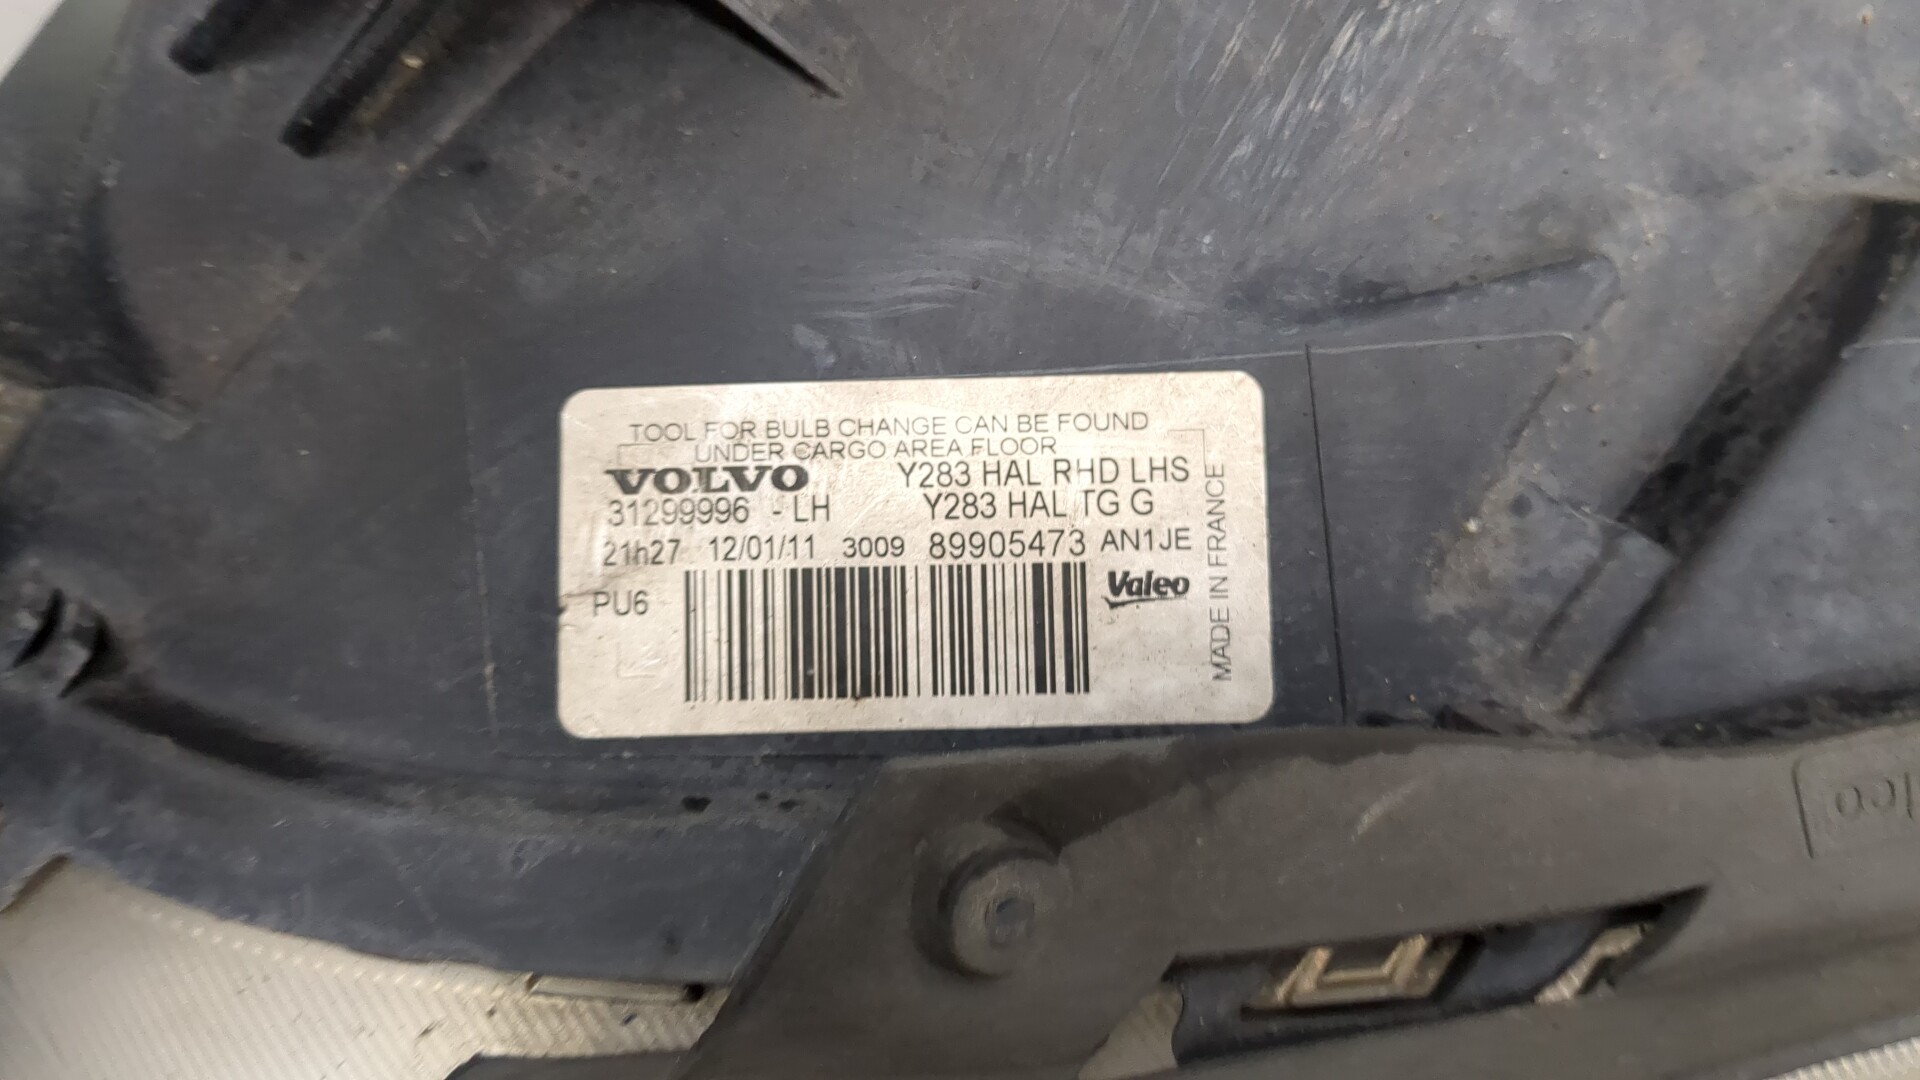 TOOL FOR BULB CHANGE CAN BE FOUND
UNDER CARGO AREA FLOOR
VOLVO Y283 HAL RHD LHS
31299996 - LH Y283 HAL TG G
21h27 12/01/11 3009 89905473 AN1JE
PU6 Valeo
MADE IN FRANCE